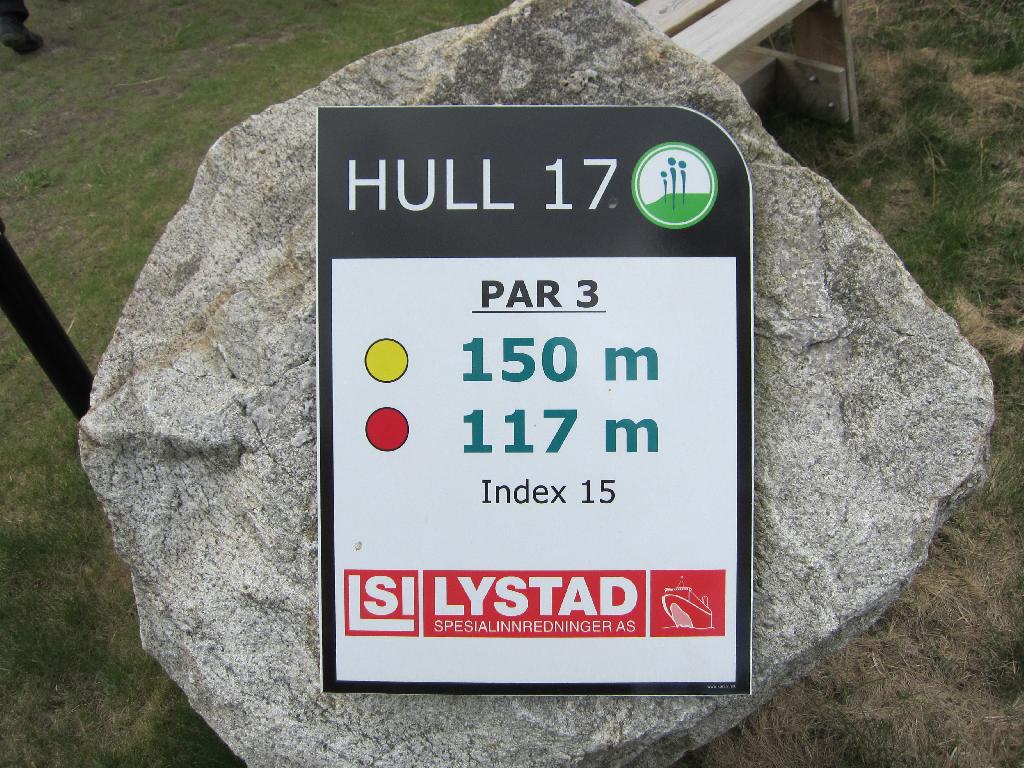 HULL 17
PAR 3
150 m
117 m
Index 15
LSI LYSTAD
SPESIALINNREDNINGER AS